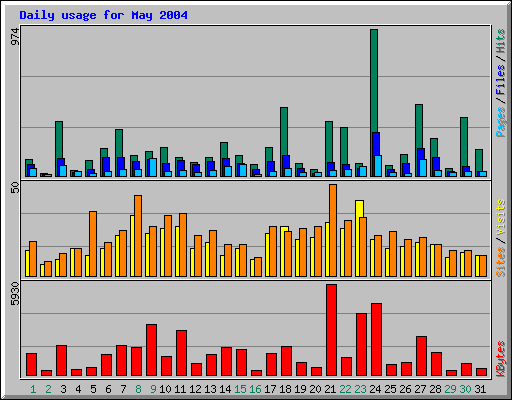 Daily usage for May 2004
974
50
5930
Pages / Files / Hits
Sites / Visits
KBytes
1 2 3 4 5 6 7 8 9 10 11 12 13 14 15 16 17 18 19 20 21 22 23 24 25 26 27 28 29 30 31